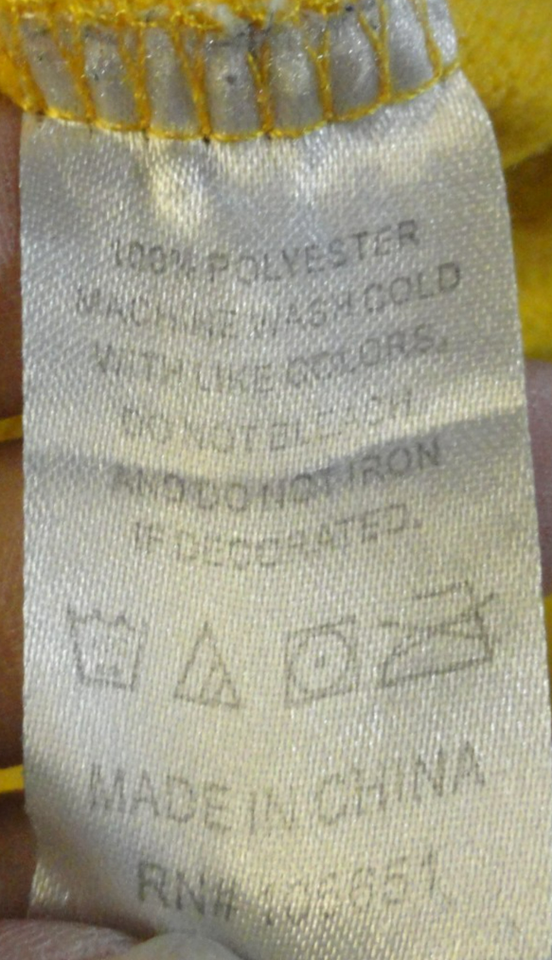 100% POLYESTER
MACHINE WASH COLD
WITH LIKE COLORS.
DO NOT BLEACH
AND DO NOT IRON
IF DECORATED.
MADE IN CHINA
RN# 106651